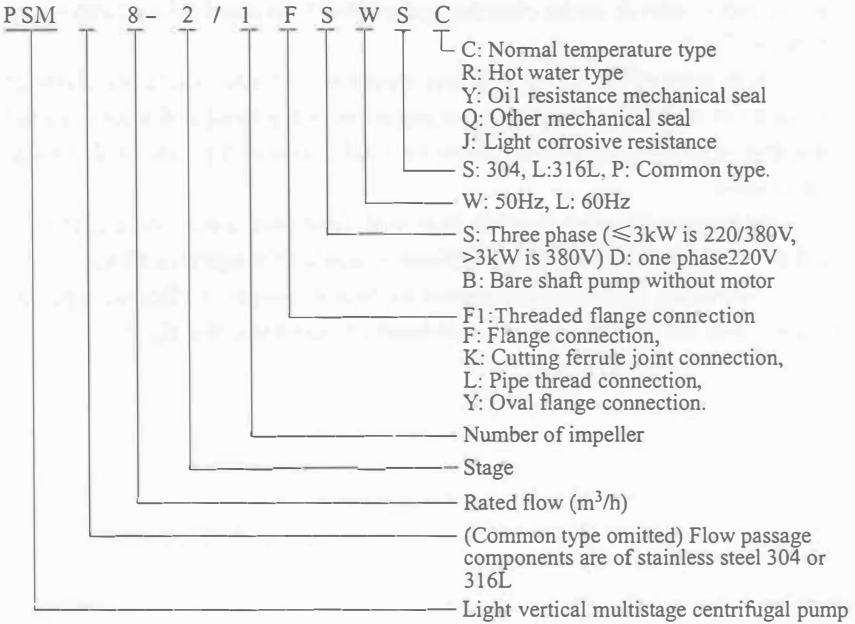 PSM 8-2/1FSWSC
C: Normal temperature type
R: Hot water type
Y: Oil resistance mechanical seal
Q: Other mechanical seal
J: Light corrosive resistance
S: 304, L:316L, P: Common type.
W: 50Hz, L: 60Hz
S: Three phase (≤3kW is 220/380V,
>3kW is 380V) D: one phase220V
B: Bare shaft pump without motor
F1:Threaded flange connection
F: Flange connection,
K: Cutting ferrule joint connection,
L: Pipe thread connection,
Y: Oval flange connection.
Number of impeller
Stage
Rated flow (m³/h)
(Common type omitted) Flow passage
components are of stainless steel 304 or
316L
Light vertical multistage centrifugal pump